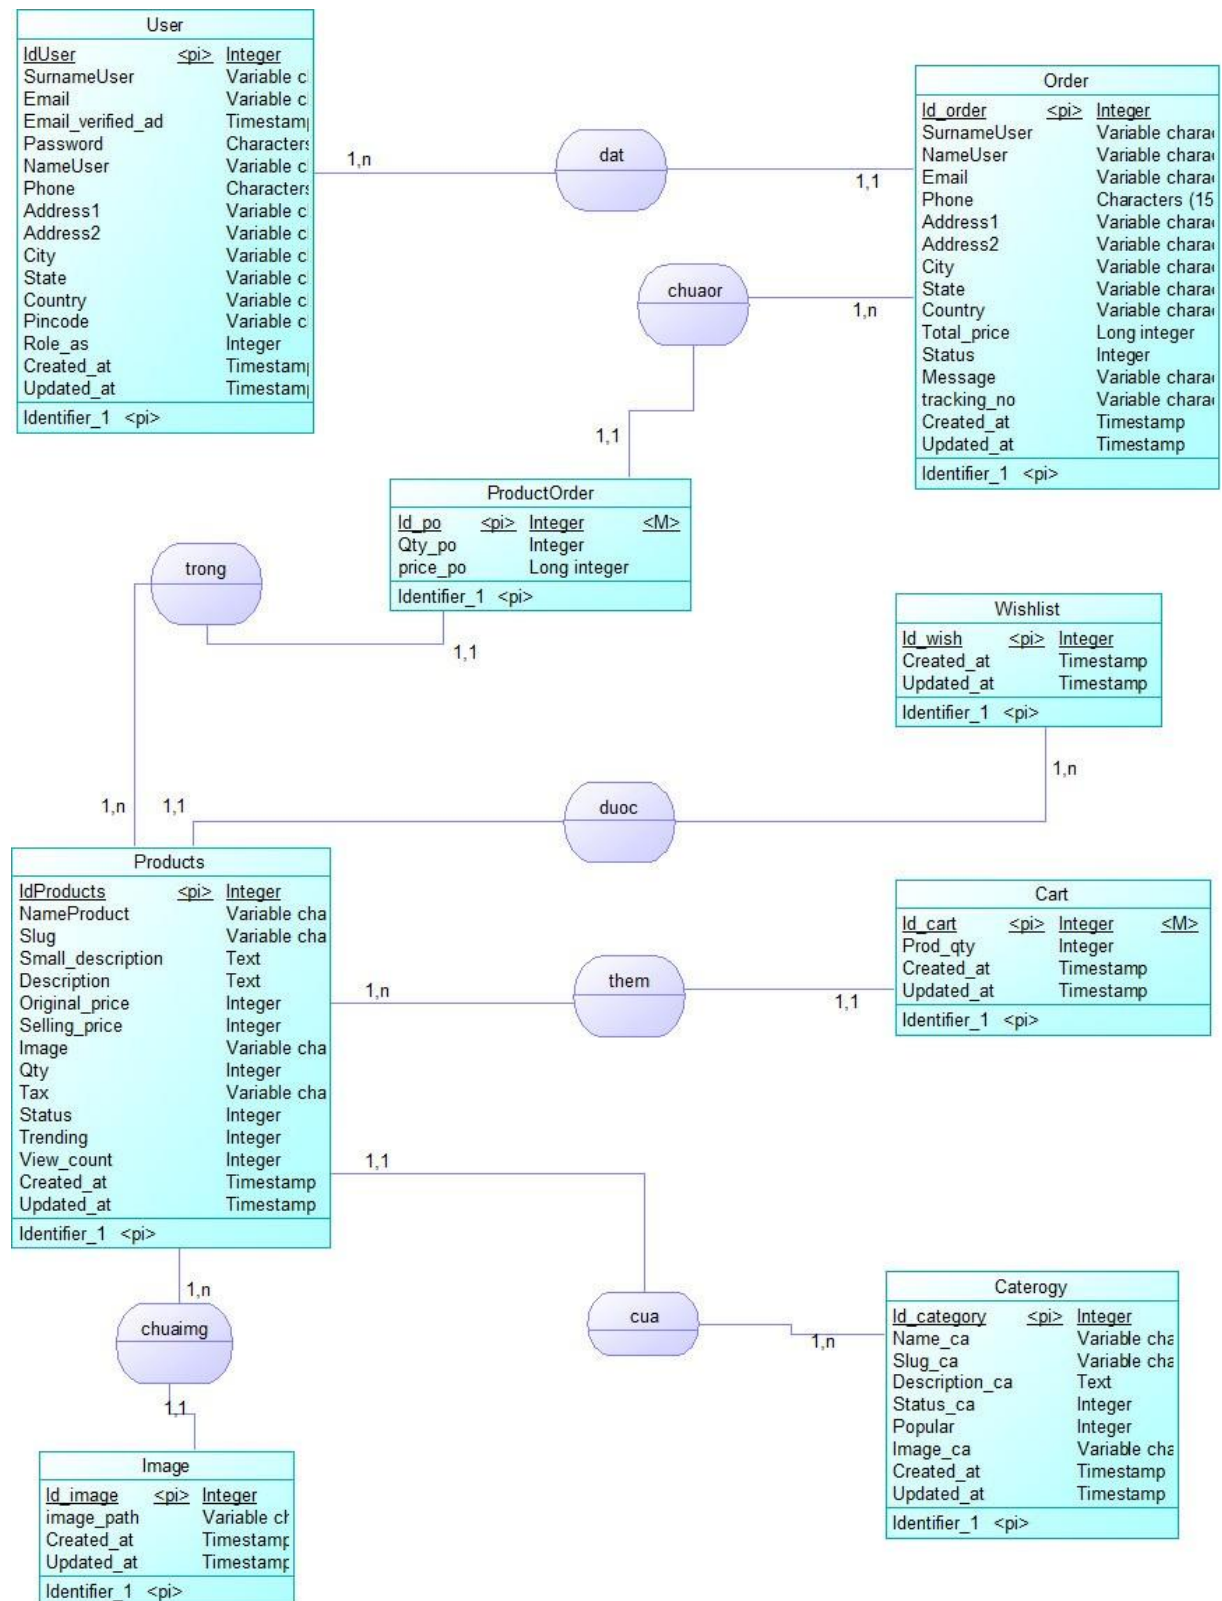 User
IdUser <pi> Integer
SurnameUser Variable cl
Email Variable cl
Email_verified_ad Timestam
Password Characters
NameUser Variable cl
Phone Characters
Address1 Variable cl
Address2 Variable cl
City Variable cl
State Variable cl
Country Variable cl
Pincode Variable cl
Role_as Integer
Created_at Timestam
Updated_at Timestam
Identifier_1 <pi>
1,n
dat
1,1
Order
Id_order <pi> Integer
SurnameUser Variable chara
NameUser Variable chara
Email Variable chara
Phone Characters (15
Address1 Variable chara
Address2 Variable chara
City Variable chara
State Variable chara
Country Variable chara
Total_price Long integer
Status Integer
Message Variable chara
tracking_no Variable chara
Created_at Timestamp
Updated_at Timestamp
Identifier_1 <pi>
chuaor
1,n
1,1
ProductOrder
Id_po <pi> Integer <M>
Qty_po Integer
price_po Long integer
Identifier_1 <pi>
trong
1,1
1,n
Wishlist
Id_wish <pi> Integer
Created_at Timestamp
Updated_at Timestamp
Identifier_1 <pi>
1,n
duoc
1,1
Products
IdProducts <pi> Integer
NameProduct Variable cha
Slug Variable cha
Small_description Text
Description Text
Original_price Integer
Selling_price Integer
Image Variable cha
Qty Integer
Tax Variable cha
Status Integer
Trending Integer
View_count Integer
Created_at Timestamp
Updated_at Timestamp
Identifier_1 <pi>
1,n
them
1,1
Cart
Id_cart <pi> Integer <M>
Prod_qty Integer
Created_at Timestamp
Updated_at Timestamp
Identifier_1 <pi>
1,1
cua
1,n
Caterogy
Id_category <pi> Integer
Name_ca Variable cha
Slug_ca Variable cha
Description_ca Text
Status_ca Integer
Popular Integer
Image_ca Variable cha
Created_at Timestamp
Updated_at Timestamp
Identifier_1 <pi>
1,n
chuaimg
1,1
Image
Id_image <pi> Integer
image_path Variable ch
Created_at Timestamp
Updated_at Timestamp
Identifier_1 <pi>